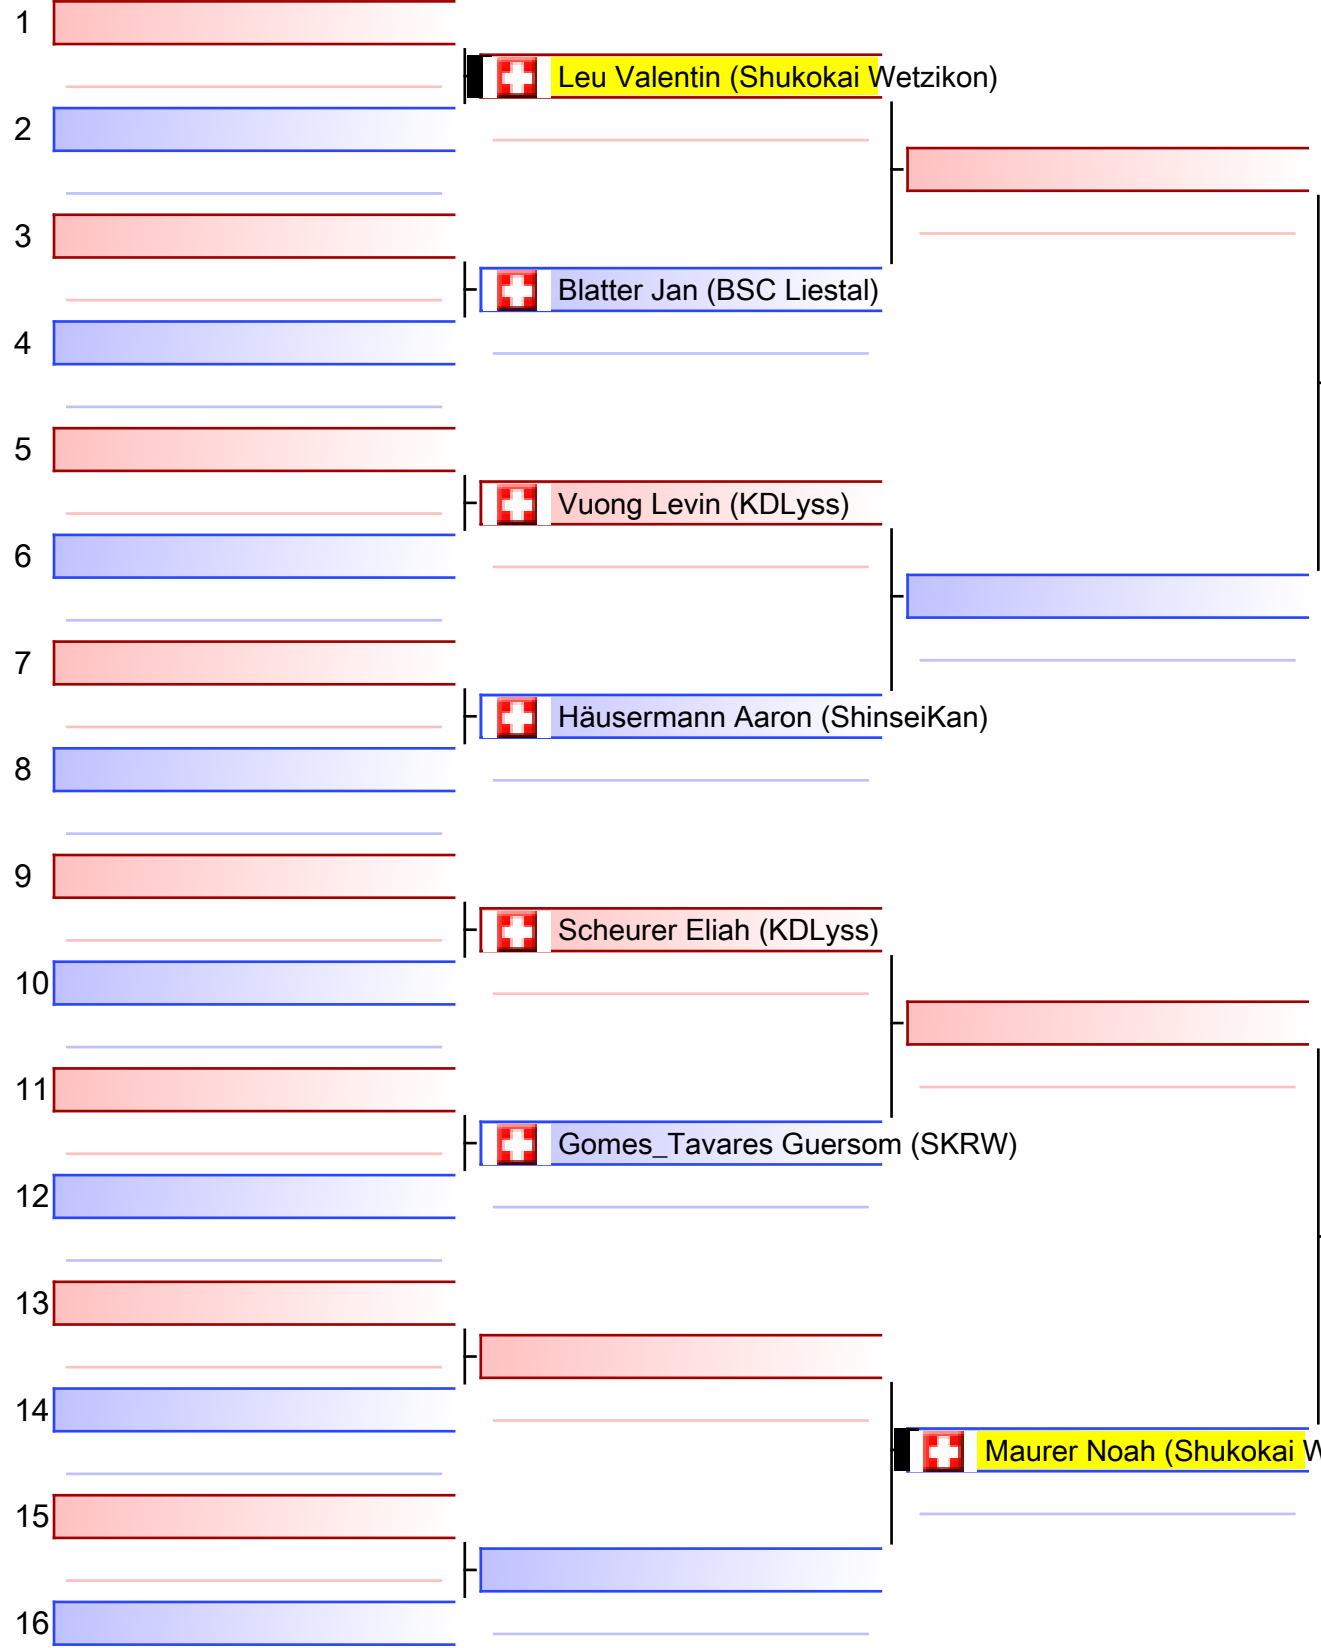 1
Leu Valentin (Shukokai Wetzikon)
2
3
Blatter Jan (BSC Liestal)
4
5
Vuong Levin (KDLyss)
6
7
Häusermann Aaron (ShinseiKan)
8
9
Scheurer Eliah (KDLyss)
10
11
Gomes_Tavares Guersom (SKRW)
12
13
14
Maurer Noah (Shukokai
15
16